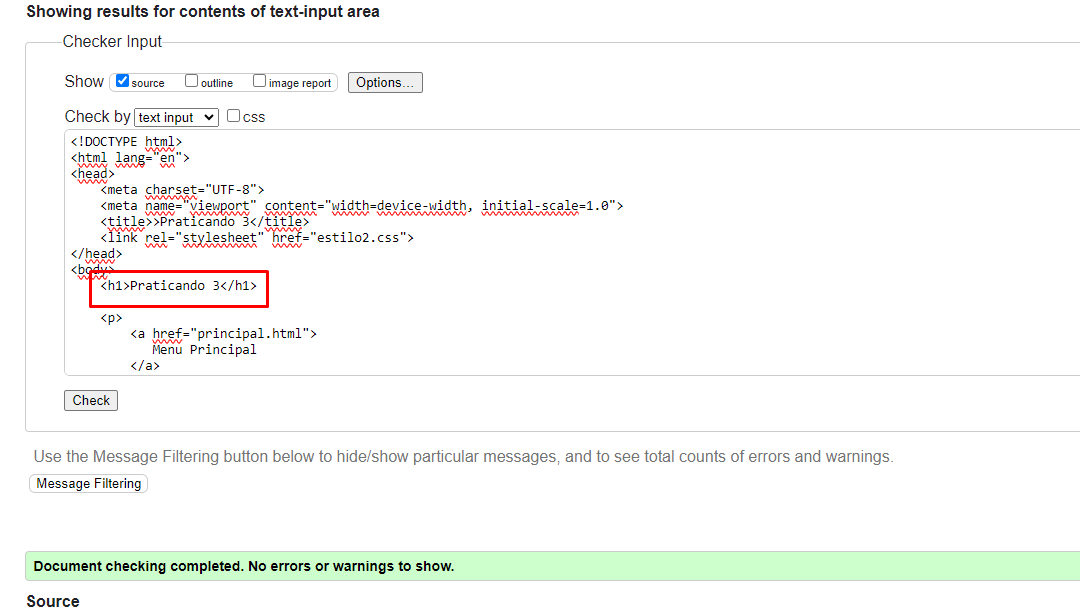 Showing results for contents of text-input area
Checker Input
Show source outline image report Options...
Check by text input css
<!DOCTYPE html>
<html lang="en">
<head>
    <meta charset="UTF-8">
    <meta name="viewport" content="width=device-width, initial-scale=1.0">
    <title>>Praticando 3</title>
    <link rel="stylesheet" href="estilo2.css">
</head>
<body>
    <h1>Praticando 3</h1>
    <p>
        <a href="principal.html">
           Menu Principal
        </a>
Check
Use the Message Filtering button below to hide/show particular messages, and to see total counts of errors and warnings.
Message Filtering
Document checking completed. No errors or warnings to show.
Source